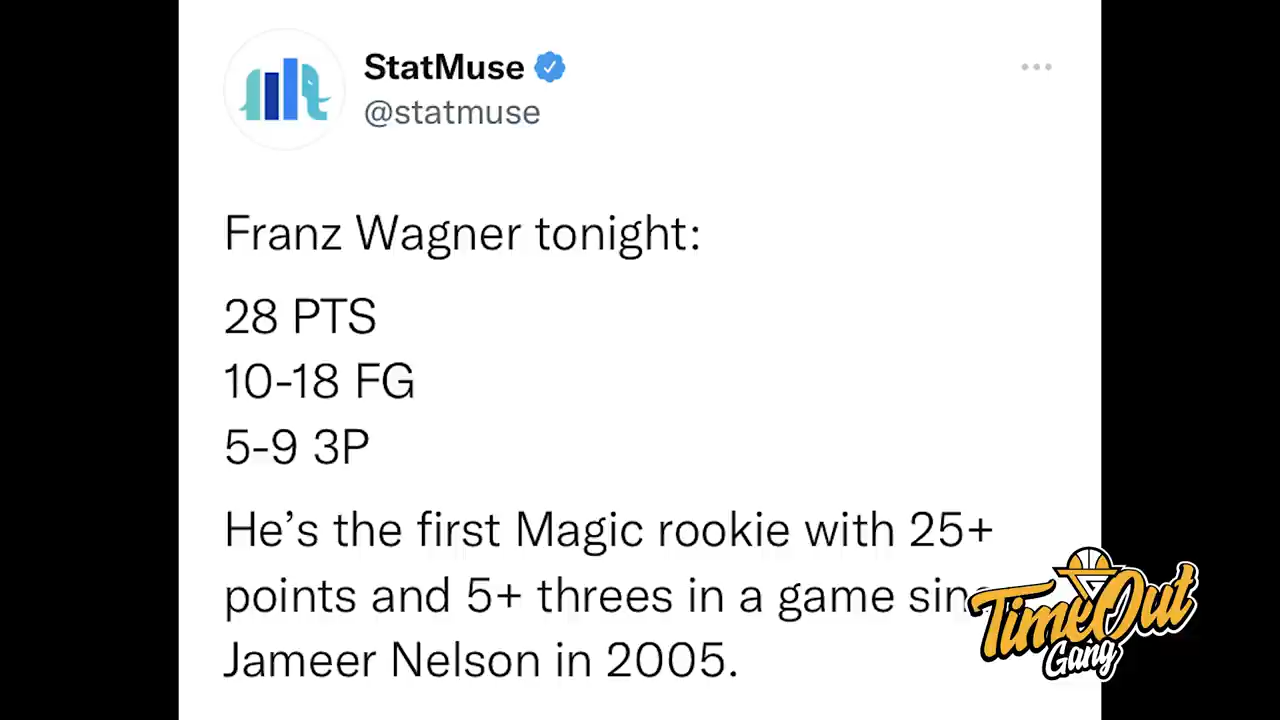 StatMuse
@statmuse
Franz Wagner tonight:
28 PTS
10-18 FG
5-9 3P
He’s the first Magic rookie with 25+
points and 5+ threes in a game
Jameer Nelson in 2005.
TimeOut
Gang